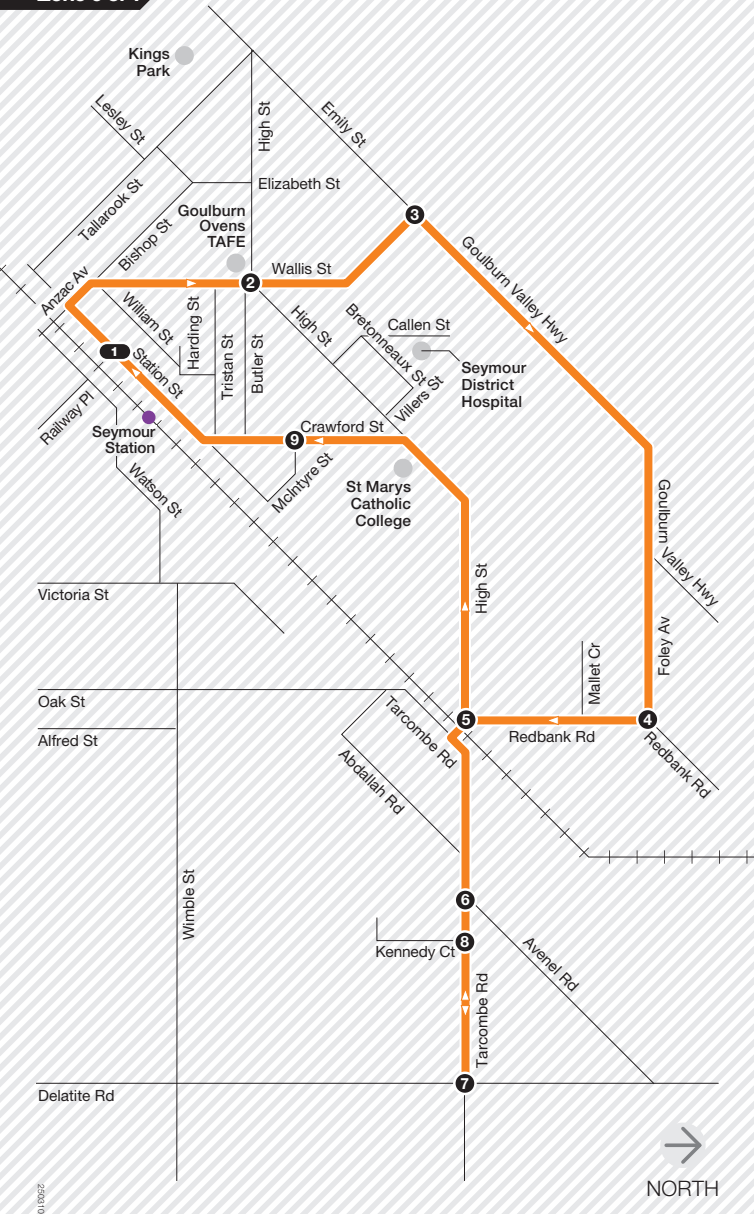 Kings
Park
Lesley St
Emily St
High St
Elizabeth St
Tallarook St
Bishop St
Goulburn
Ovens
TAFE
3
Goulburn Valley Hwy
Wallis St
2
Anzac Av
William St
Harding St
Tristan St
Butler St
High St
Bretonneaux St
Callen St
Villers St
Seymour
District
Hospital
1
Station St
Railway Pl
Seymour
Station
Crawford St
9
McIntyre St
St Marys
Catholic
College
Watson St
Goulburn
Valley Hwy
Victoria St
High St
Mallet Cr
Foley Av
Oak St
Alfred St
5
Tarcombe Rd
Redbank Rd
4
Redbank Rd
Abdallah Rd
Wimble St
6
8
Kennedy Ct
Avenel Rd
Tarcombe Rd
7
Delatite Rd
NORTH
250310